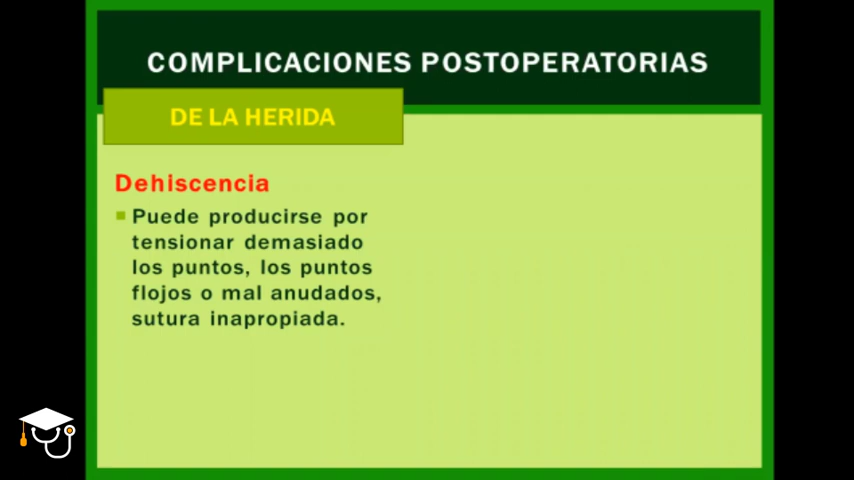 COMPLICACIONES POSTOPERATORIAS
DE LA HERIDA
Dehiscencia
Puede producirse por
tensionar demasiado
los puntos, los puntos
flojos o mal anudados,
sutura inapropiada.